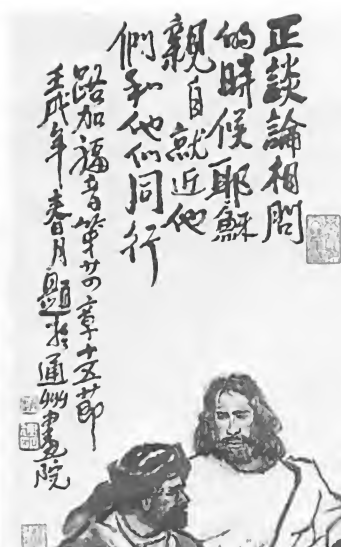 正談論相問
的時候耶穌
親自就近他
們和他們同行
路加福音第廿四章十五節
壬戌年春月題於通州書畫院